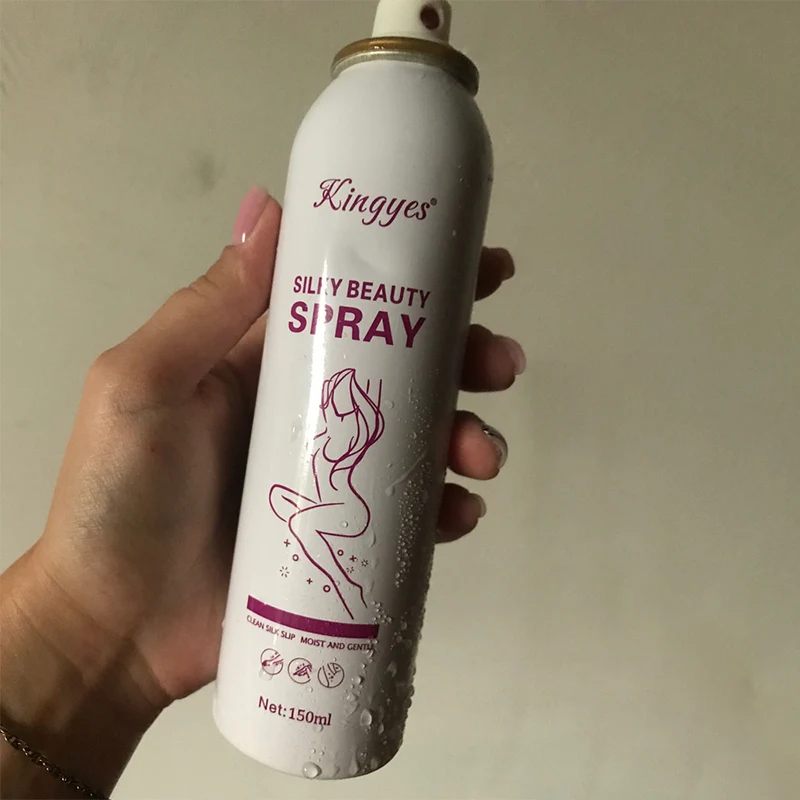 Kingyes®
SILKY BEAUTY
SPRAY
CLEAN SILK SLIP MOIST AND GENTLE
Net:150ml